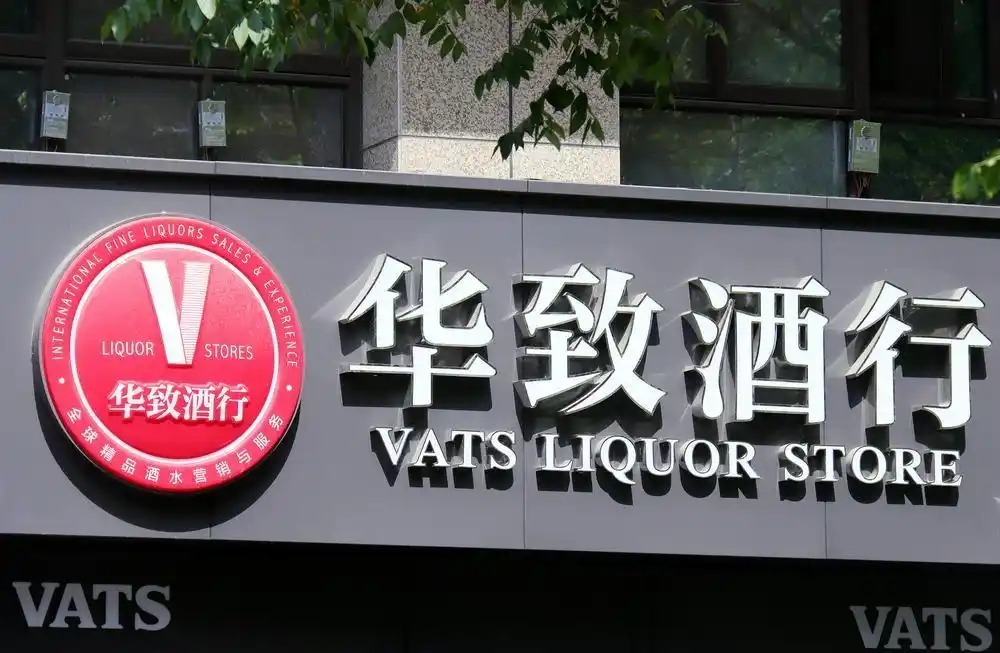 INTERNATIONAL FINE LIQUORS SALES & EXPERIENCE
V
LIQUOR STORES
华致酒行
全球精品酒水营销与服务
华致酒行
VATS LIQUOR STORE
VATS
VATS